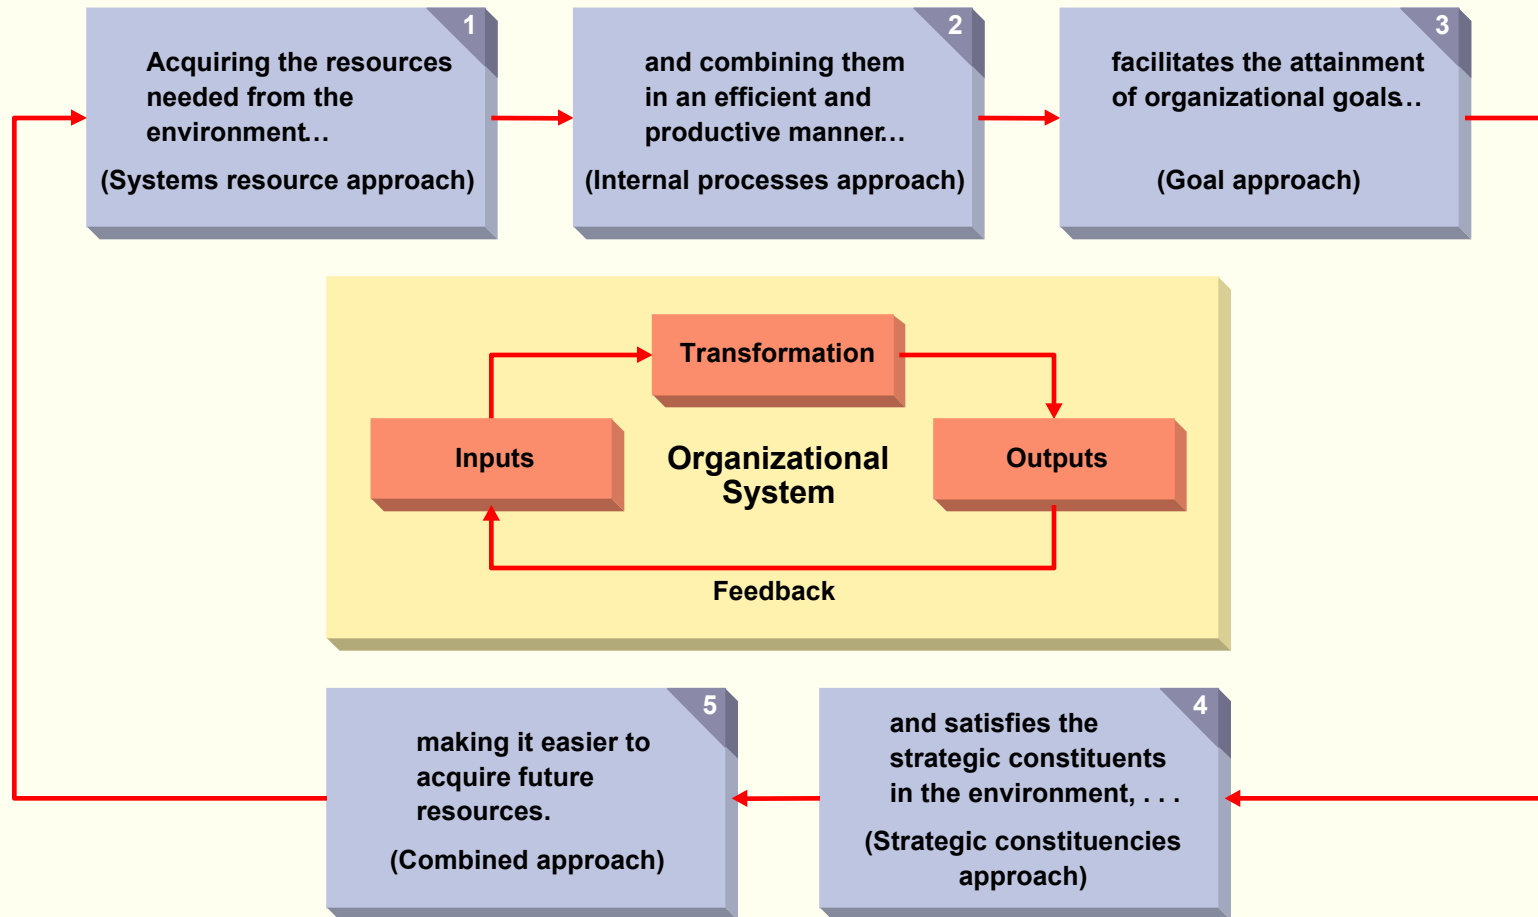 1
Acquiring the resources
needed from the
environment…
(Systems resource approach)
2
and combining them
in an efficient and
productive manner…
(Internal processes approach)
3
facilitates the attainment
of organizational goals…
(Goal approach)
Transformation
Inputs
Organizational
System
Outputs
Feedback
4
and satisfies the
strategic constituents
in the environment, . . .
(Strategic constituencies
approach)
5
making it easier to
acquire future
resources.
(Combined approach)